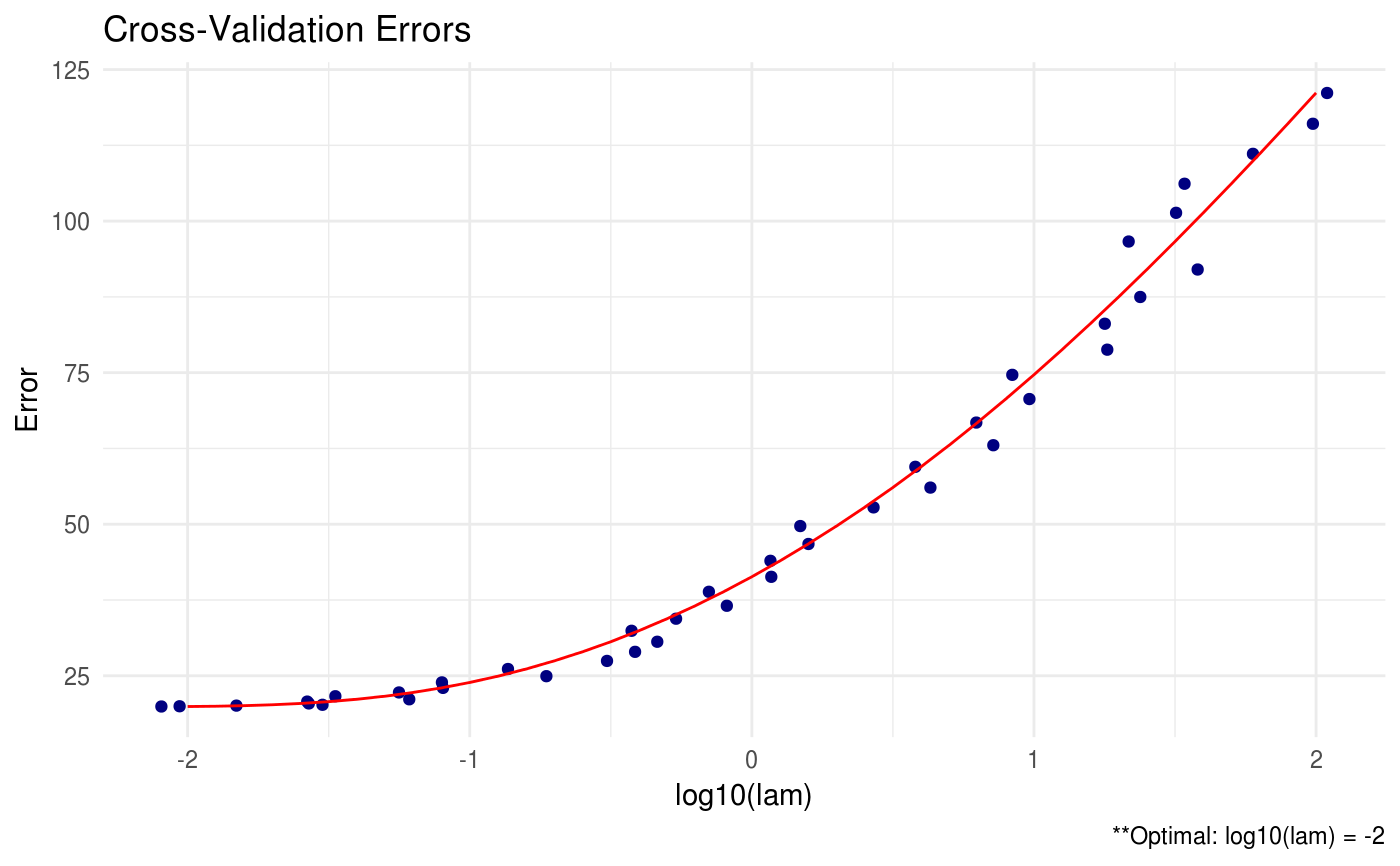 Cross-Validation Errors
125
100
75
50
25
Error
-2
-1
0
1
2
log10(lam)
**Optimal: log10(lam) = -2